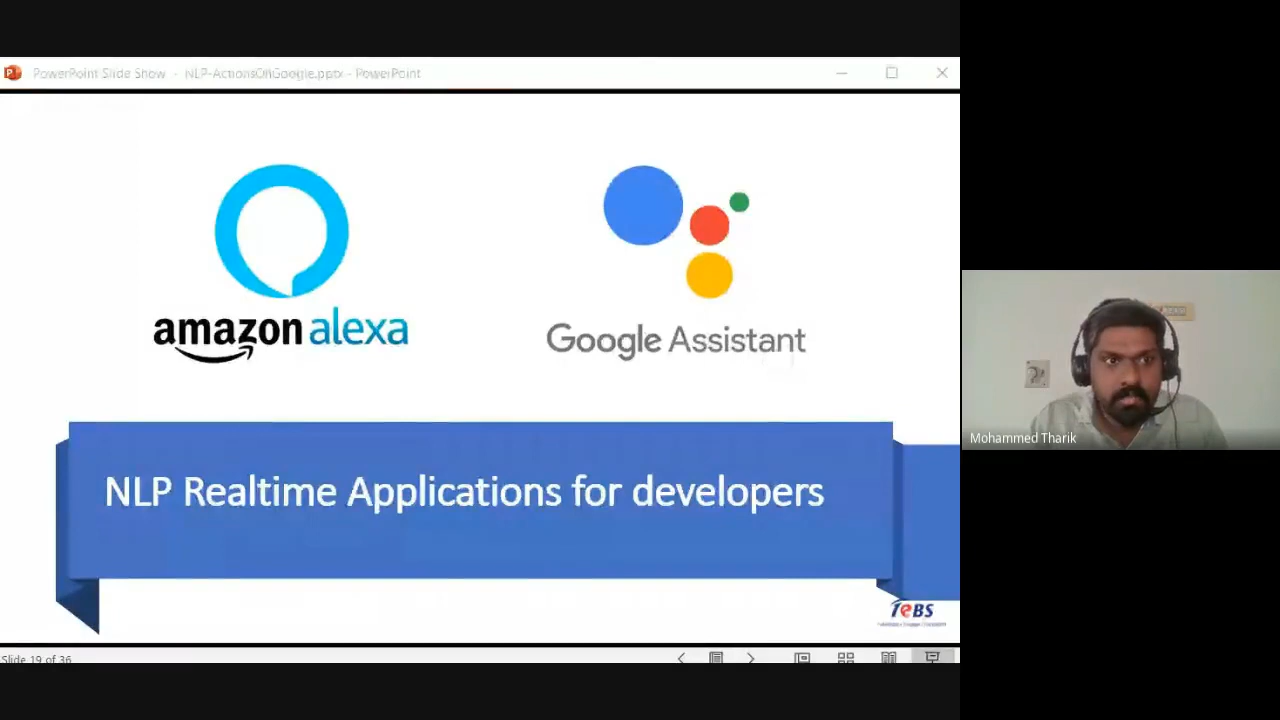 PowerPoint Slide Show - NLP-ActionsOnGoogle.pptx - PowerPoint
amazon alexa
Google Assistant
NLP Realtime Applications for developers
TeBS
Slide 19 of 36
Mohammed Tharik